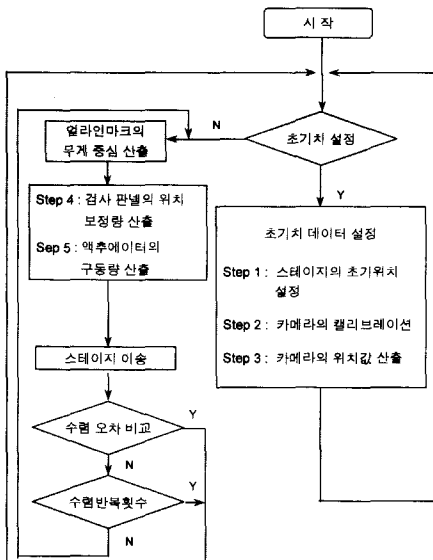 시 작
초기치 설정
N
Y
얼라인마크의
무게 중심 산출
Step 4 : 검사 판넬의 위치
보정량 산출
Step 5 : 액추에이터의
구동량 산출
초기치 데이터 설정
Step 1 : 스테이지의 초기위치
설정
Step 2 : 카메라의 캘리브레이션
Step 3 : 카메라의 위치값 산출
스테이지 이송
수렴 오차 비교
Y
N
수렴반복횟수
Y
N